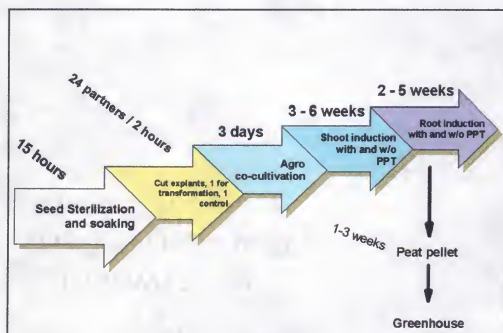 15 hours
Seed Sterilization
and soaking
24 partners / 2 hours
Cut explants, 1 for
transformation, 1
control
3 days
Agro
co-cultivation
3 - 6 weeks
Shoot induction
with and w/o
PPT
2 - 5 weeks
Root induction
with and w/o PPT
1-3 weeks
Peat pellet
Greenhouse